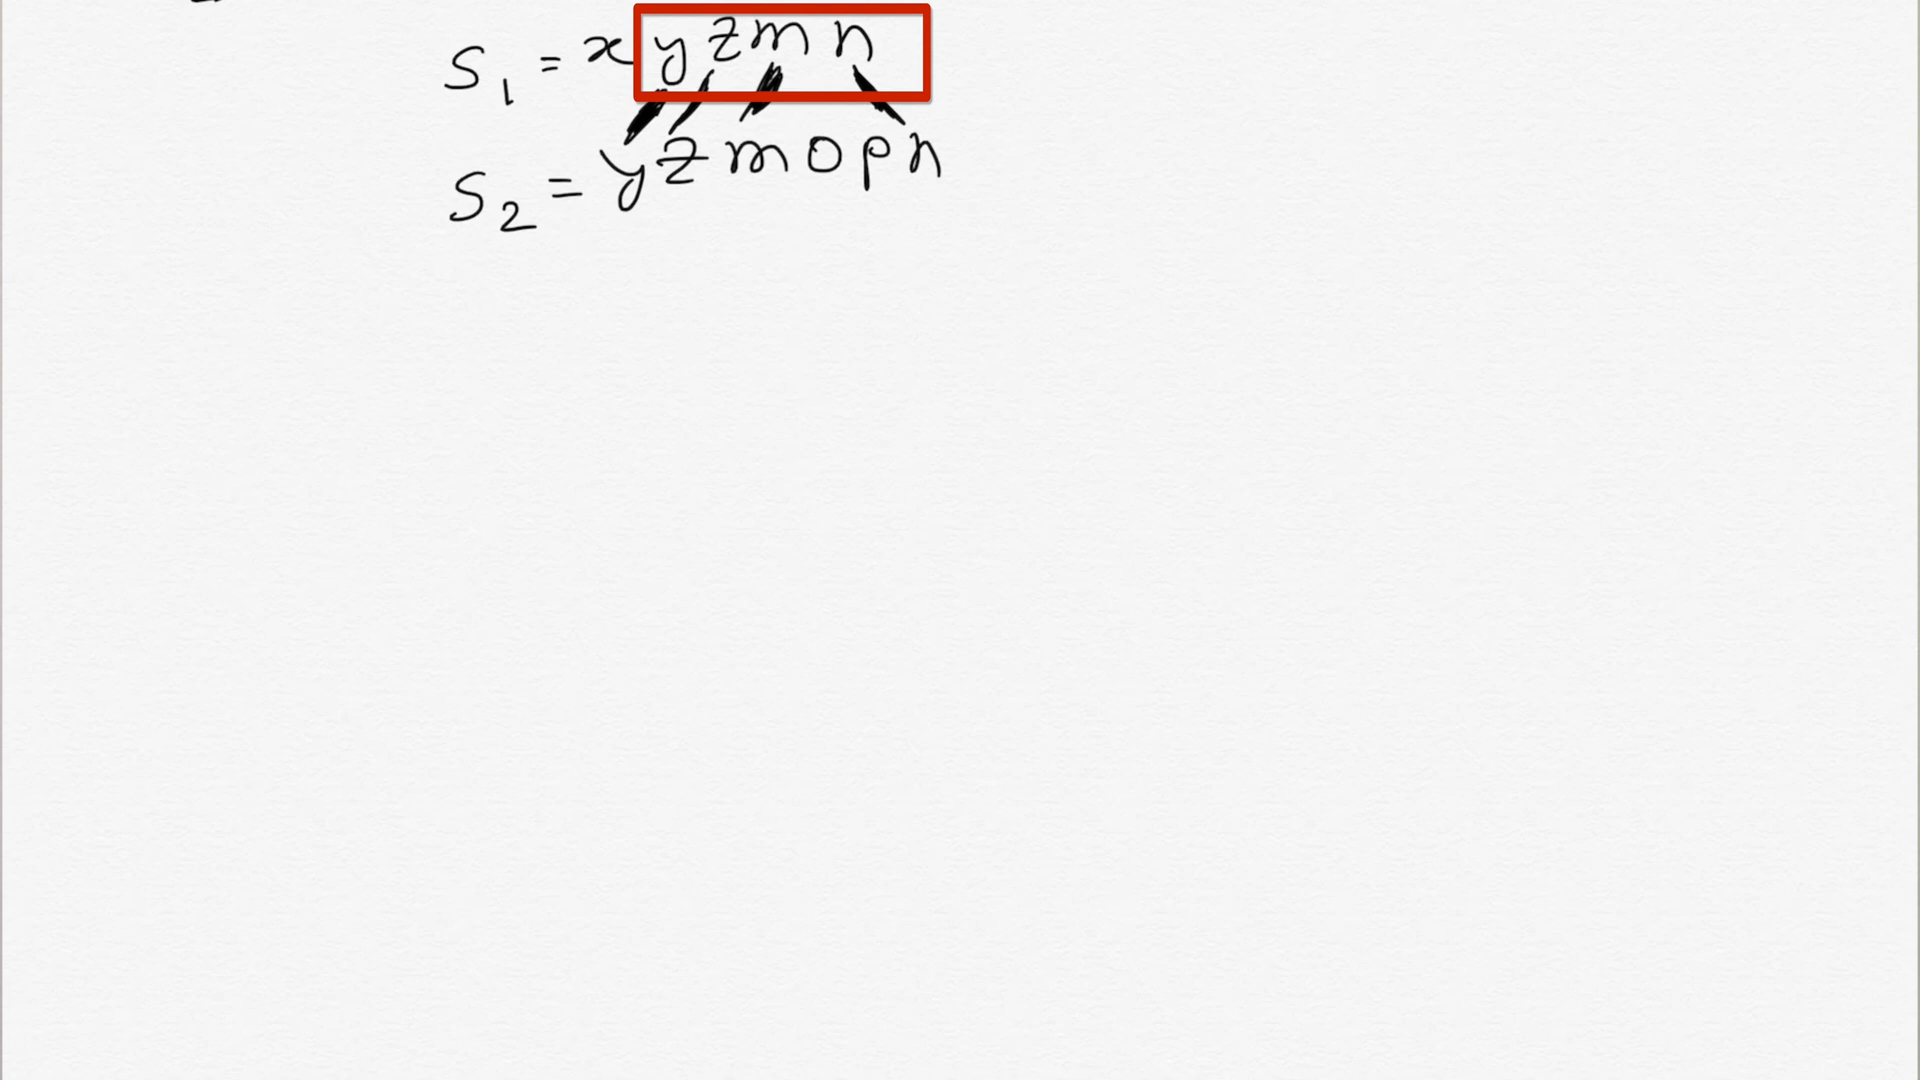 S₁ = xyzmn
S₂ = yzmopn